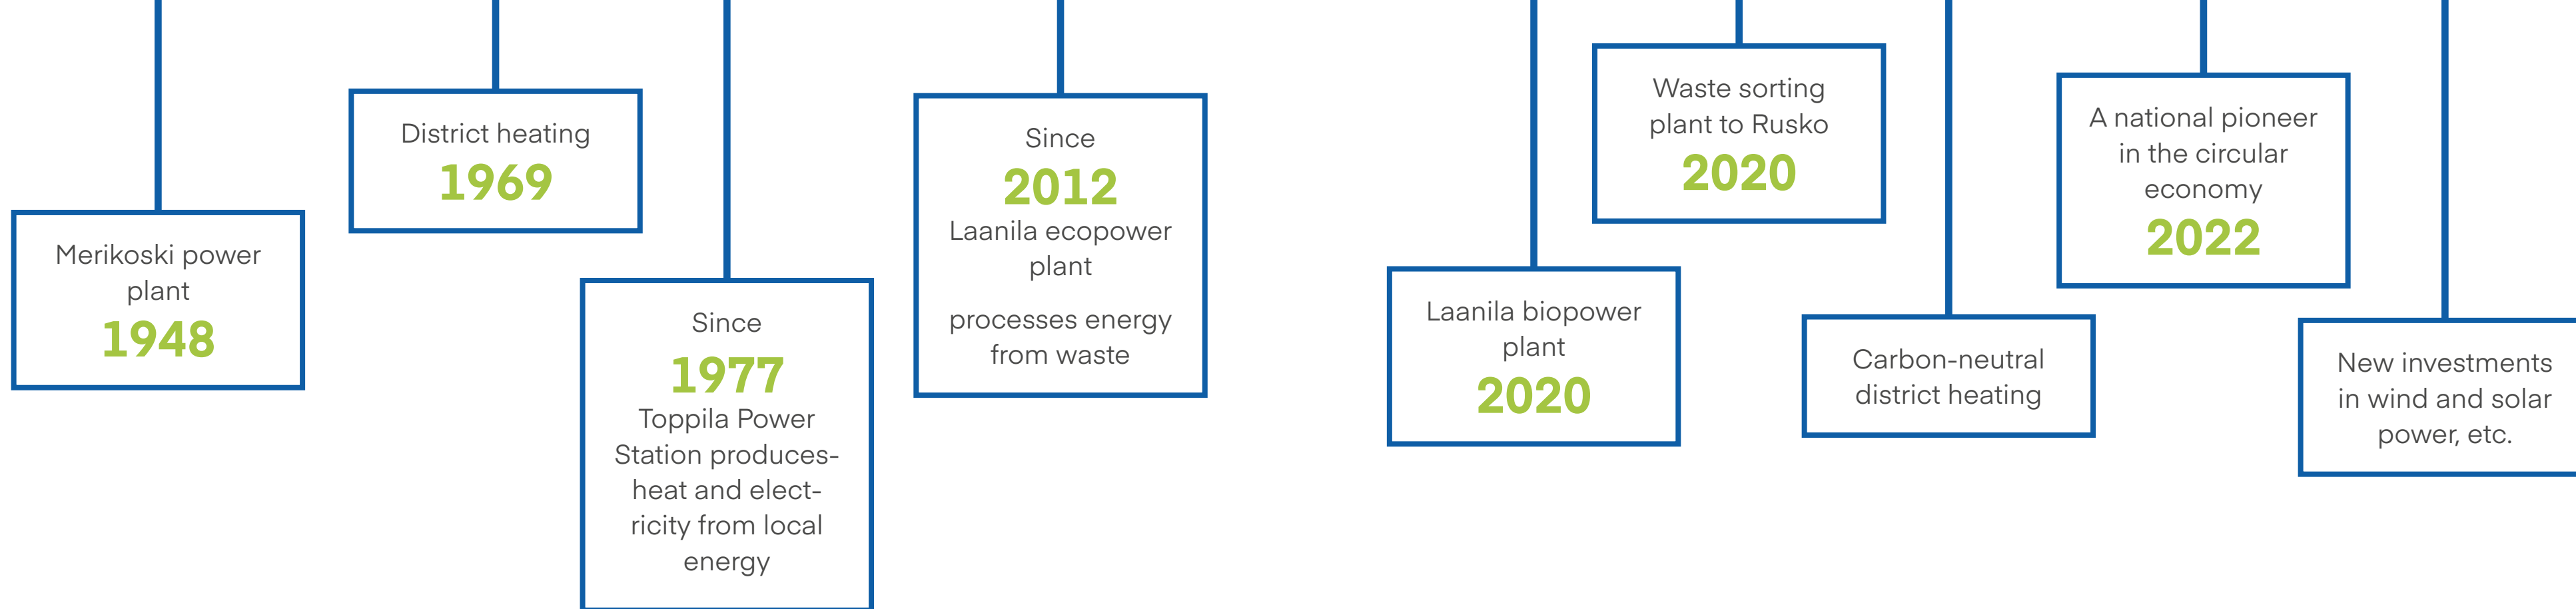 Merikoski power
plant
1948
District heating
1969
Since
1977
Toppila Power
Station produces-
heat and elect-
ricity from local
energy
Since
2012
Laanila ecopower
plant
processes energy
from waste
Laanila biopower
plant
2020
Waste sorting
plant to Rusko
2020
Carbon-neutral
district heating
A national pioneer
in the circular
economy
2022
New investments
in wind and solar
power, etc.